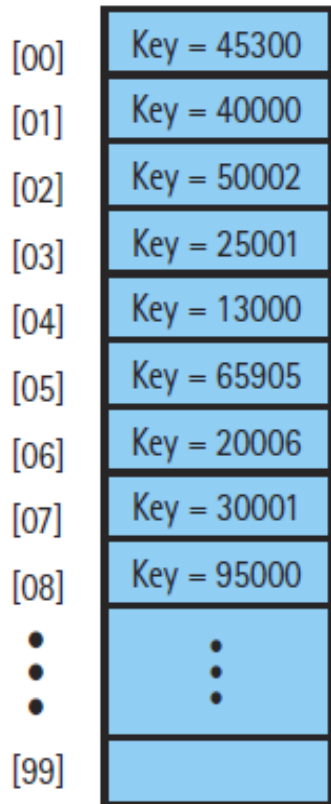 [00] Key = 45300
[01] Key = 40000
[02] Key = 50002
[03] Key = 25001
[04] Key = 13000
[05] Key = 65905
[06] Key = 20006
[07] Key = 30001
[08] Key = 95000
[99]